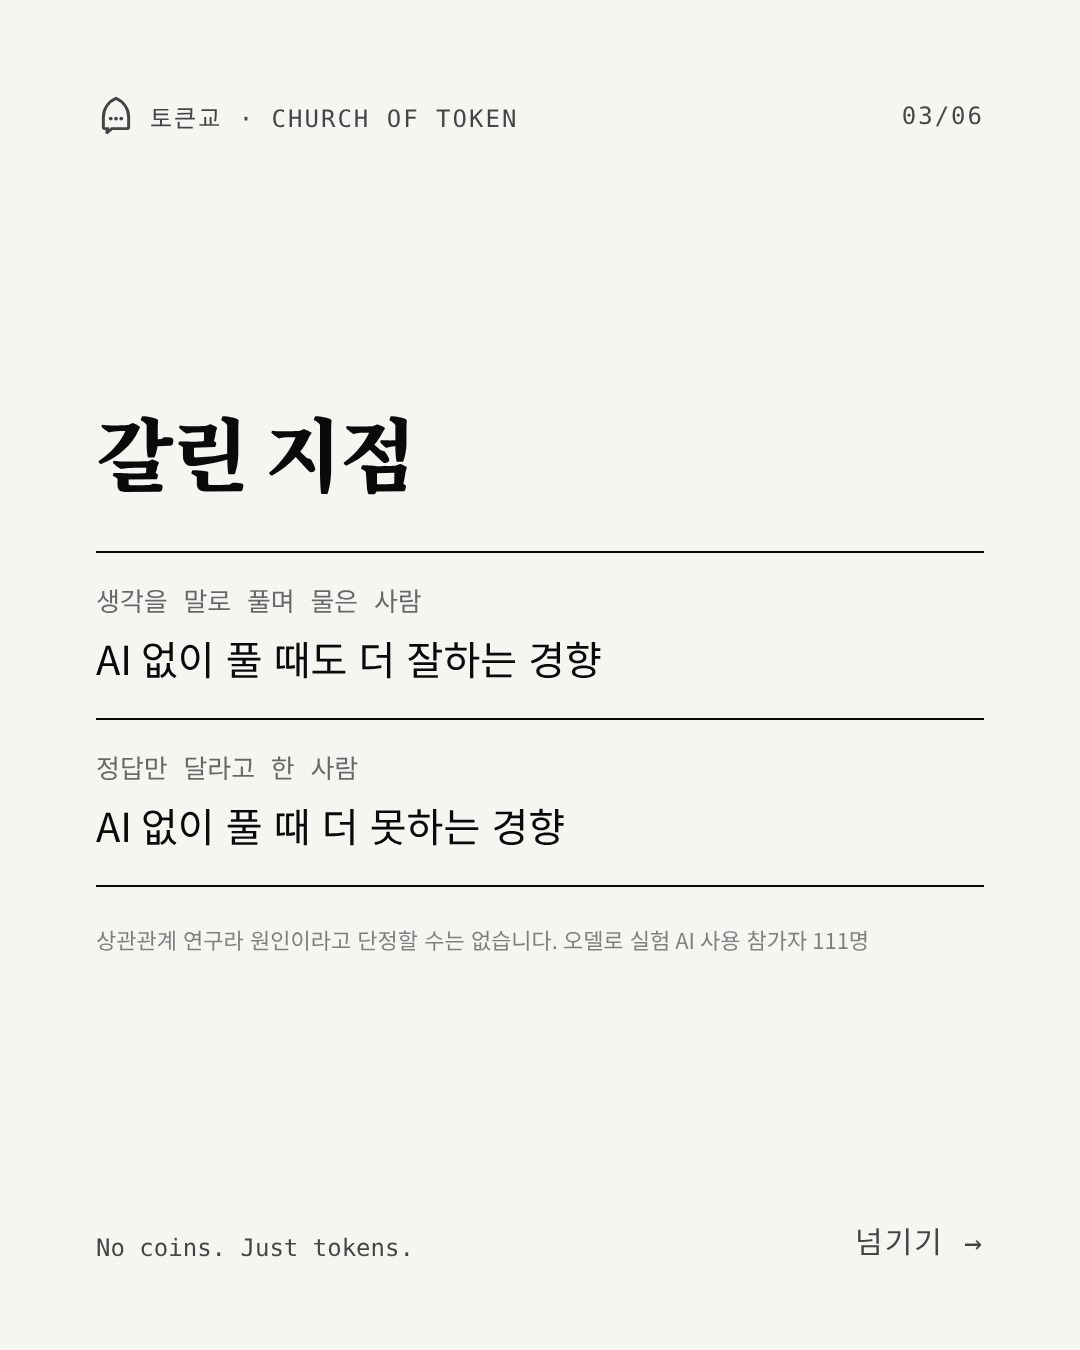 토큰교 · CHURCH OF TOKEN
03/06
갈린 지점
생각을 말로 풀며 물은 사람
AI 없이 풀 때도 더 잘하는 경향
정답만 달라고 한 사람
AI 없이 풀 때 더 못하는 경향
상관관계 연구라 원인이라고 단정할 수는 없습니다. 오델로 실험 AI 사용 참가자 111명
No coins. Just tokens.
넘기기 →